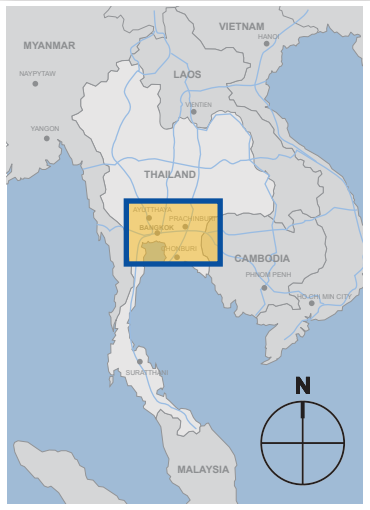 VIETNAM
HANOI
MYANMAR
NAYPYTAW
LAOS
VENTEN
YANGON
THAILAND
AYUTTHAYA
PRACHINBURI
BANGKOK
CHONBURI
CAMBODIA
PHNOM PENH
HO CHI MIN CITY
SURATTHANI
N
MALAYSIA